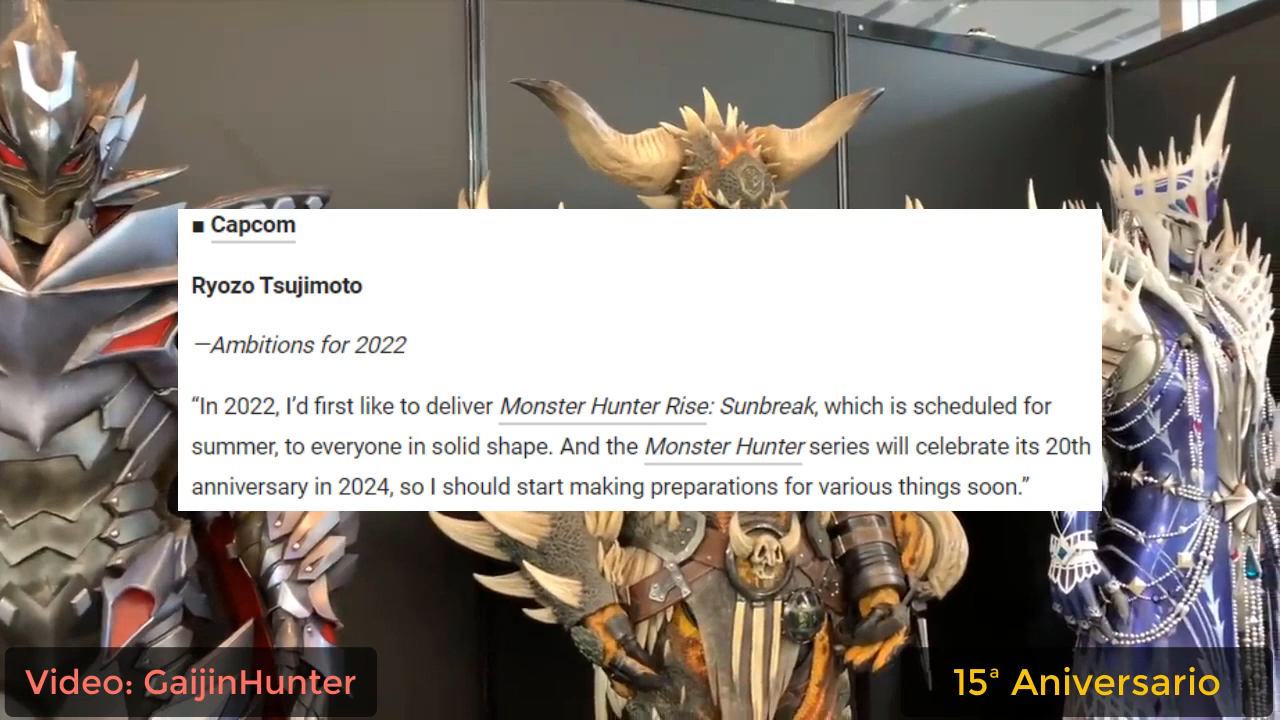 ■ Capcom
Ryozo Tsujimoto
—Ambitions for 2022
“In 2022, I’d first like to deliver Monster Hunter Rise: Sunbreak, which is scheduled for
summer, to everyone in solid shape. And the Monster Hunter series will celebrate its 20th
anniversary in 2024, so I should start making preparations for various things soon.”
Video: GaijinHunter
15ª Aniversario